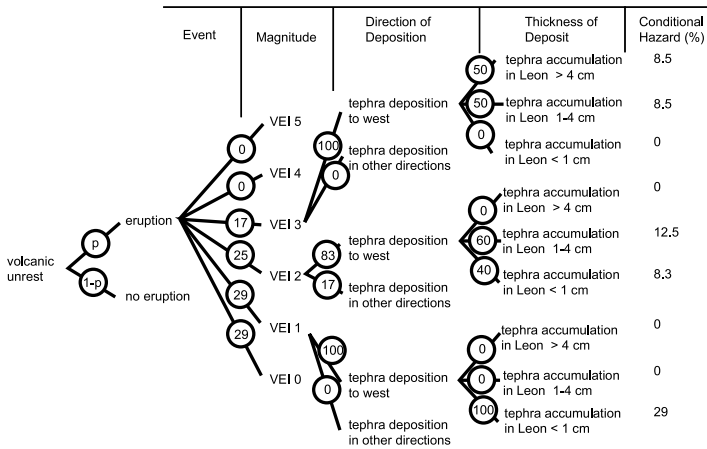 Event
Magnitude
Direction of
Deposition
Thickness of
Deposit
Conditional
Hazard (%)
volcanic
unrest
p
1-p
eruption
no eruption
0
0
17
25
29
29
VEI 5
VEI 4
VEI 3
VEI 2
VEI 1
VEI 0
100
0
tephra deposition
to west
tephra deposition
in other directions
50
50
0
tephra accumulation
in Leon > 4 cm
8.5
tephra accumulation
in Leon 1-4 cm
8.5
tephra accumulation
in Leon < 1 cm
0
83
17
tephra deposition
to west
tephra deposition
in other directions
0
60
40
tephra accumulation
in Leon > 4 cm
0
tephra accumulation
in Leon 1-4 cm
12.5
tephra accumulation
in Leon < 1 cm
8.3
100
0
tephra deposition
to west
tephra deposition
in other directions
0
0
100
tephra accumulation
in Leon > 4 cm
0
tephra accumulation
in Leon 1-4 cm
0
tephra accumulation
in Leon < 1 cm
29